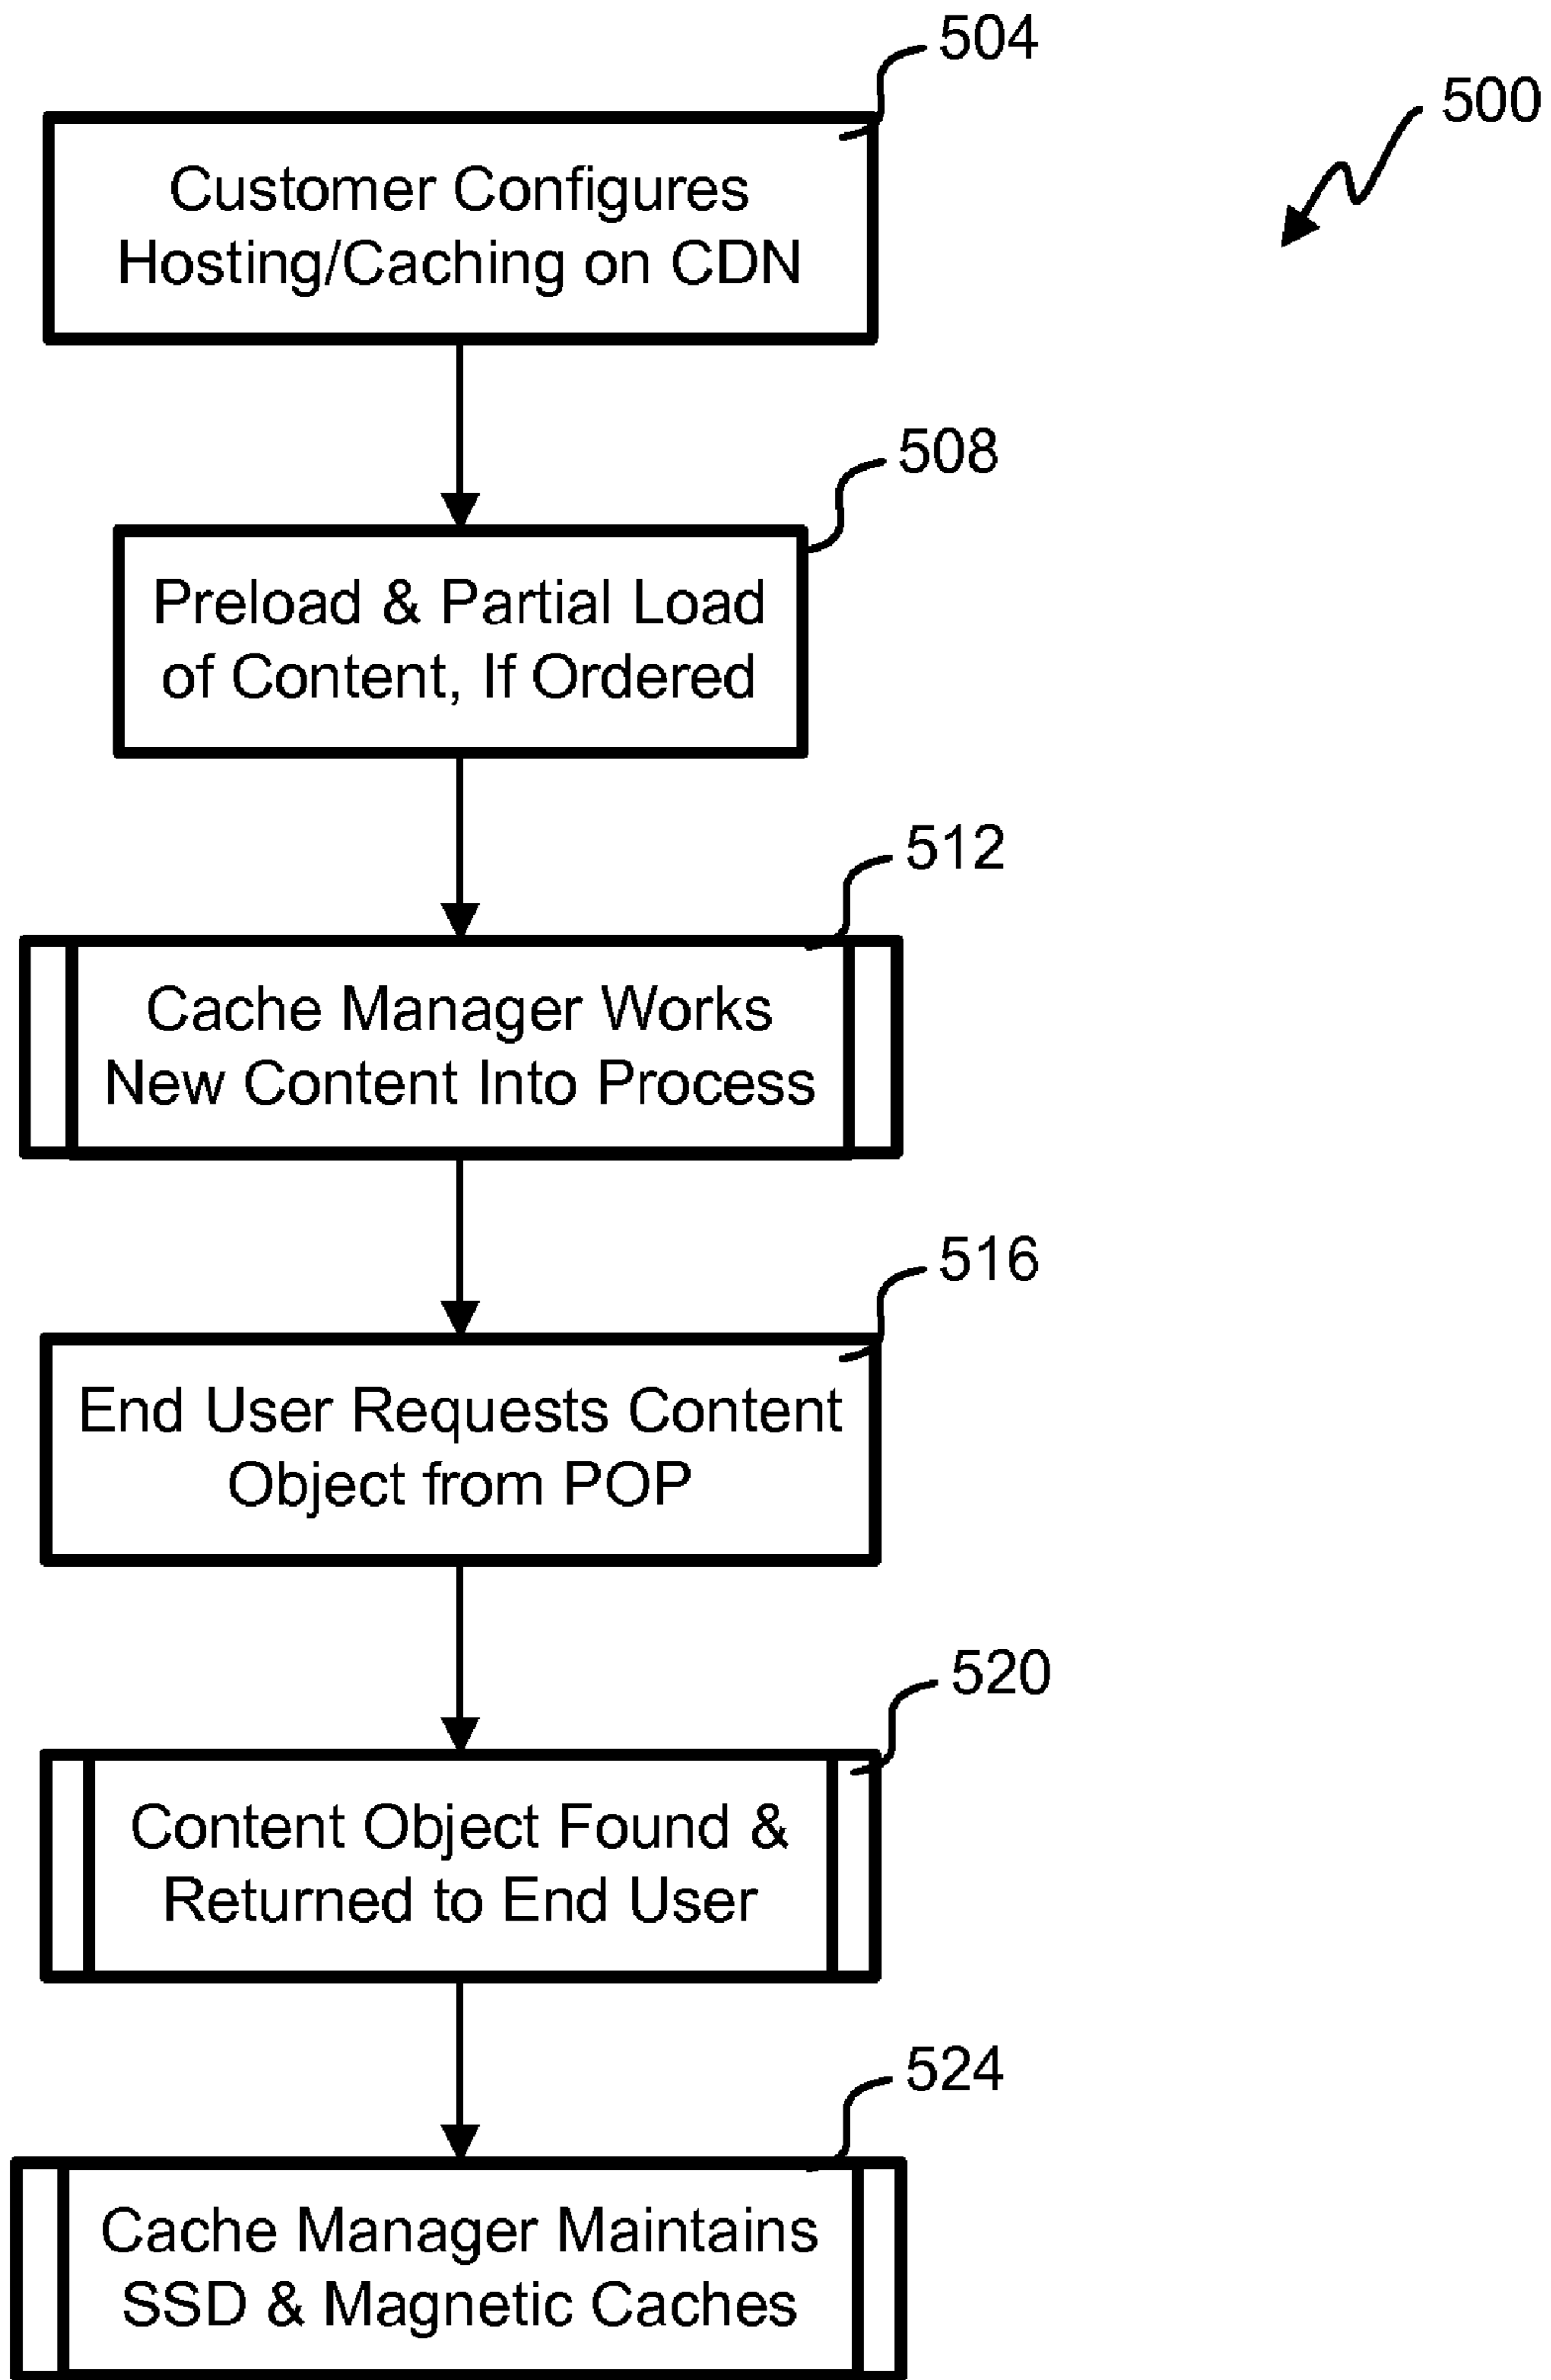 504
500
Customer Configures
Hosting/Caching on CDN
508
Preload & Partial Load
of Content, If Ordered
512
Cache Manager Works
New Content Into Process
516
End User Requests Content
Object from POP
520
Content Object Found &
Returned to End User
524
Cache Manager Maintains
SSD & Magnetic Caches